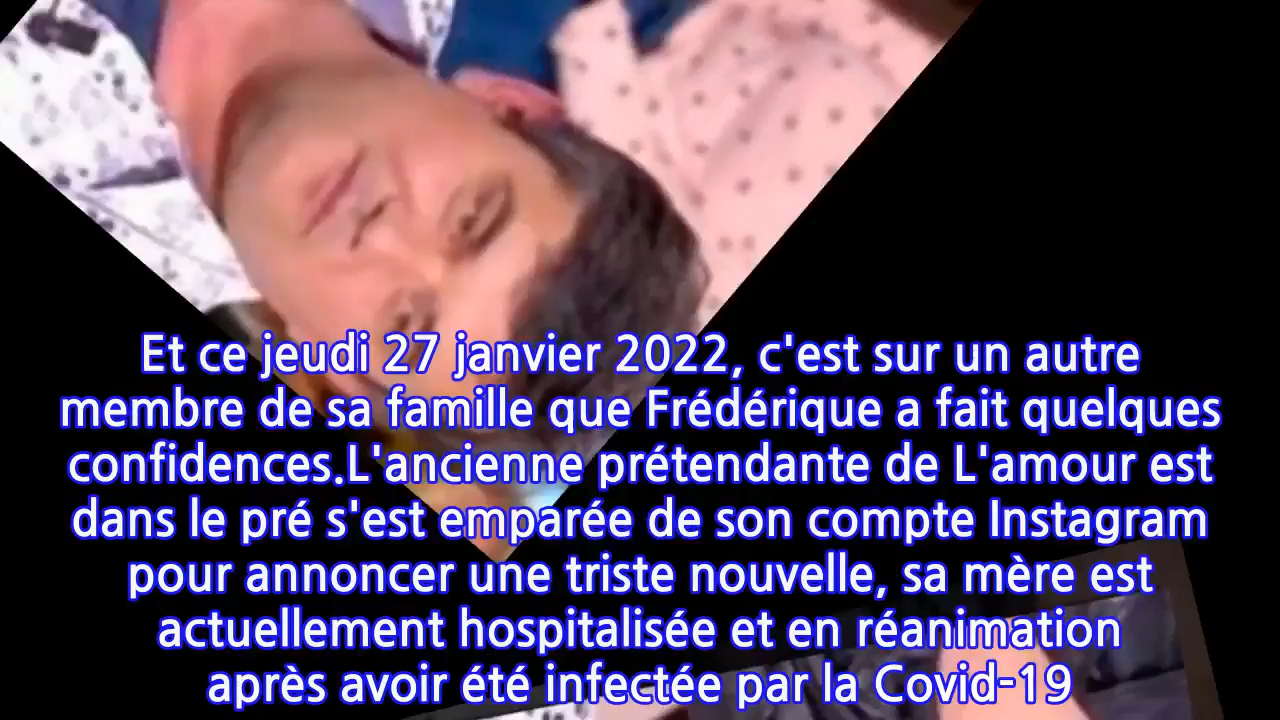 Et ce jeudi 27 janvier 2022, c'est sur un autre
membre de sa famille que Frédérique a fait quelques
confidences.L'ancienne prétendante de L'amour est
dans le pré s'est emparée de son compte Instagram
pour annoncer une triste nouvelle, sa mère est
actuellement hospitalisée et en réanimation
après avoir été infectée par la Covid-19